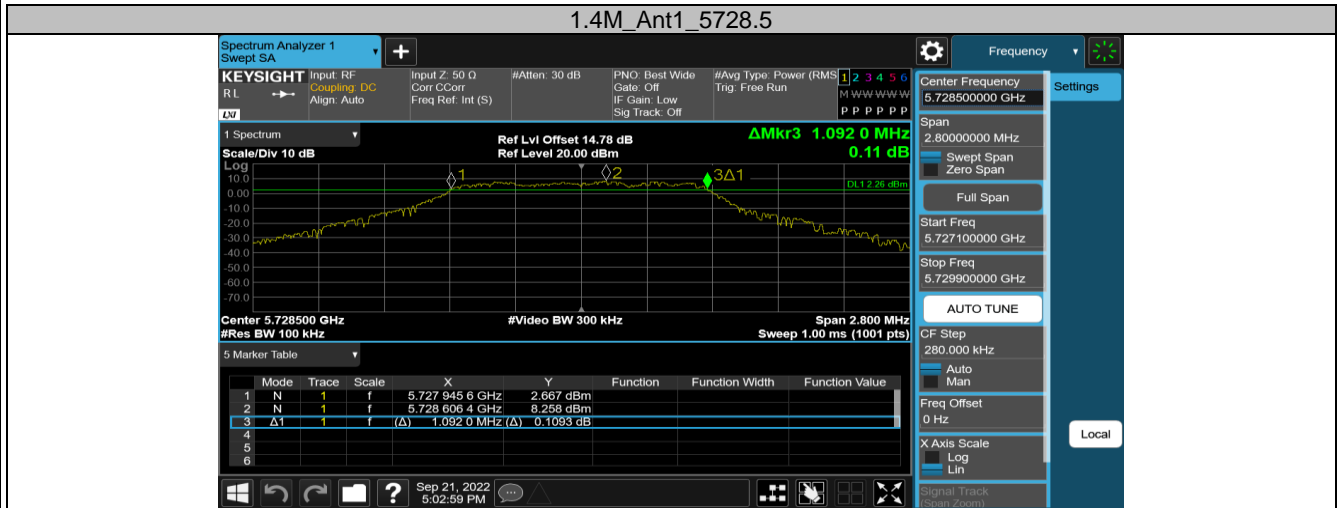 1.4M_Ant1_5728.5
Spectrum Analyzer 1
Swept SA
+
Frequency
KEYSIGHT
RL
LXI
Input: RF
Coupling: DC
Align: Auto
Input Z: 50 Ω
Corr CCorr
Freq Ref: Int (S)
#Atten: 30 dB
PNO: Best Wide
Gate: Off
IF Gain: Low
Sig Track: Off
#Avg Type: Power (RMS
Trig: Free Run
1 2 3 4 5 6
M W W W W W
P P P P P P
Center Frequency
5.728500000 GHz
Settings
1 Spectrum
Scale/Div 10 dB
Ref Lvl Offset 14.78 dB
Ref Level 20.00 dBm
ΔMkr3 1.092 0 MHz
0.11 dB
Log
10.0
0.00
-10.0
-20.0
-30.0
-40.0
-50.0
-60.0
-70.0
1
2
3Δ1
DL1 2.26 dBm
Center 5.728500 GHz
#Res BW 100 kHz
#Video BW 300 kHz
Span 2.800 MHz
Sweep 1.00 ms (1001 pts)
Span
2.80000000 MHz
Swept Span
Zero Span
Full Span
Start Freq
5.727100000 GHz
Stop Freq
5.729900000 GHz
AUTO TUNE
CF Step
280.000 kHz
Auto
Man
Freq Offset
0 Hz
X Axis Scale
Log
Lin
Signal Track
(Span Zoom)
Local
5 Marker Table
Mode Trace Scale X Y Function Function Width Function Value
1 N 1 f 5.727 945 6 GHz 2.667 dBm
2 N 1 f 5.728 606 4 GHz 8.258 dBm
3 Δ1 1 f (Δ) 1.092 0 MHz (Δ) 0.1093 dB
4
5
6
?
Sep 21, 2022
5:02:59 PM